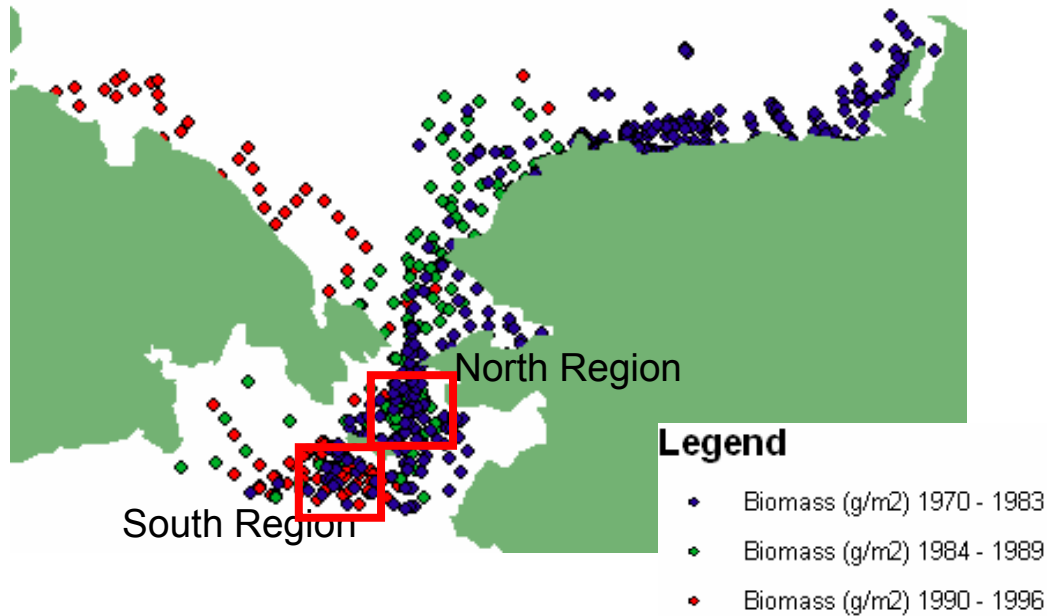 North Region
South Region
Legend
Biomass (g/m2) 1970 - 1983
Biomass (g/m2) 1984 - 1989
Biomass (g/m2) 1990 - 1996